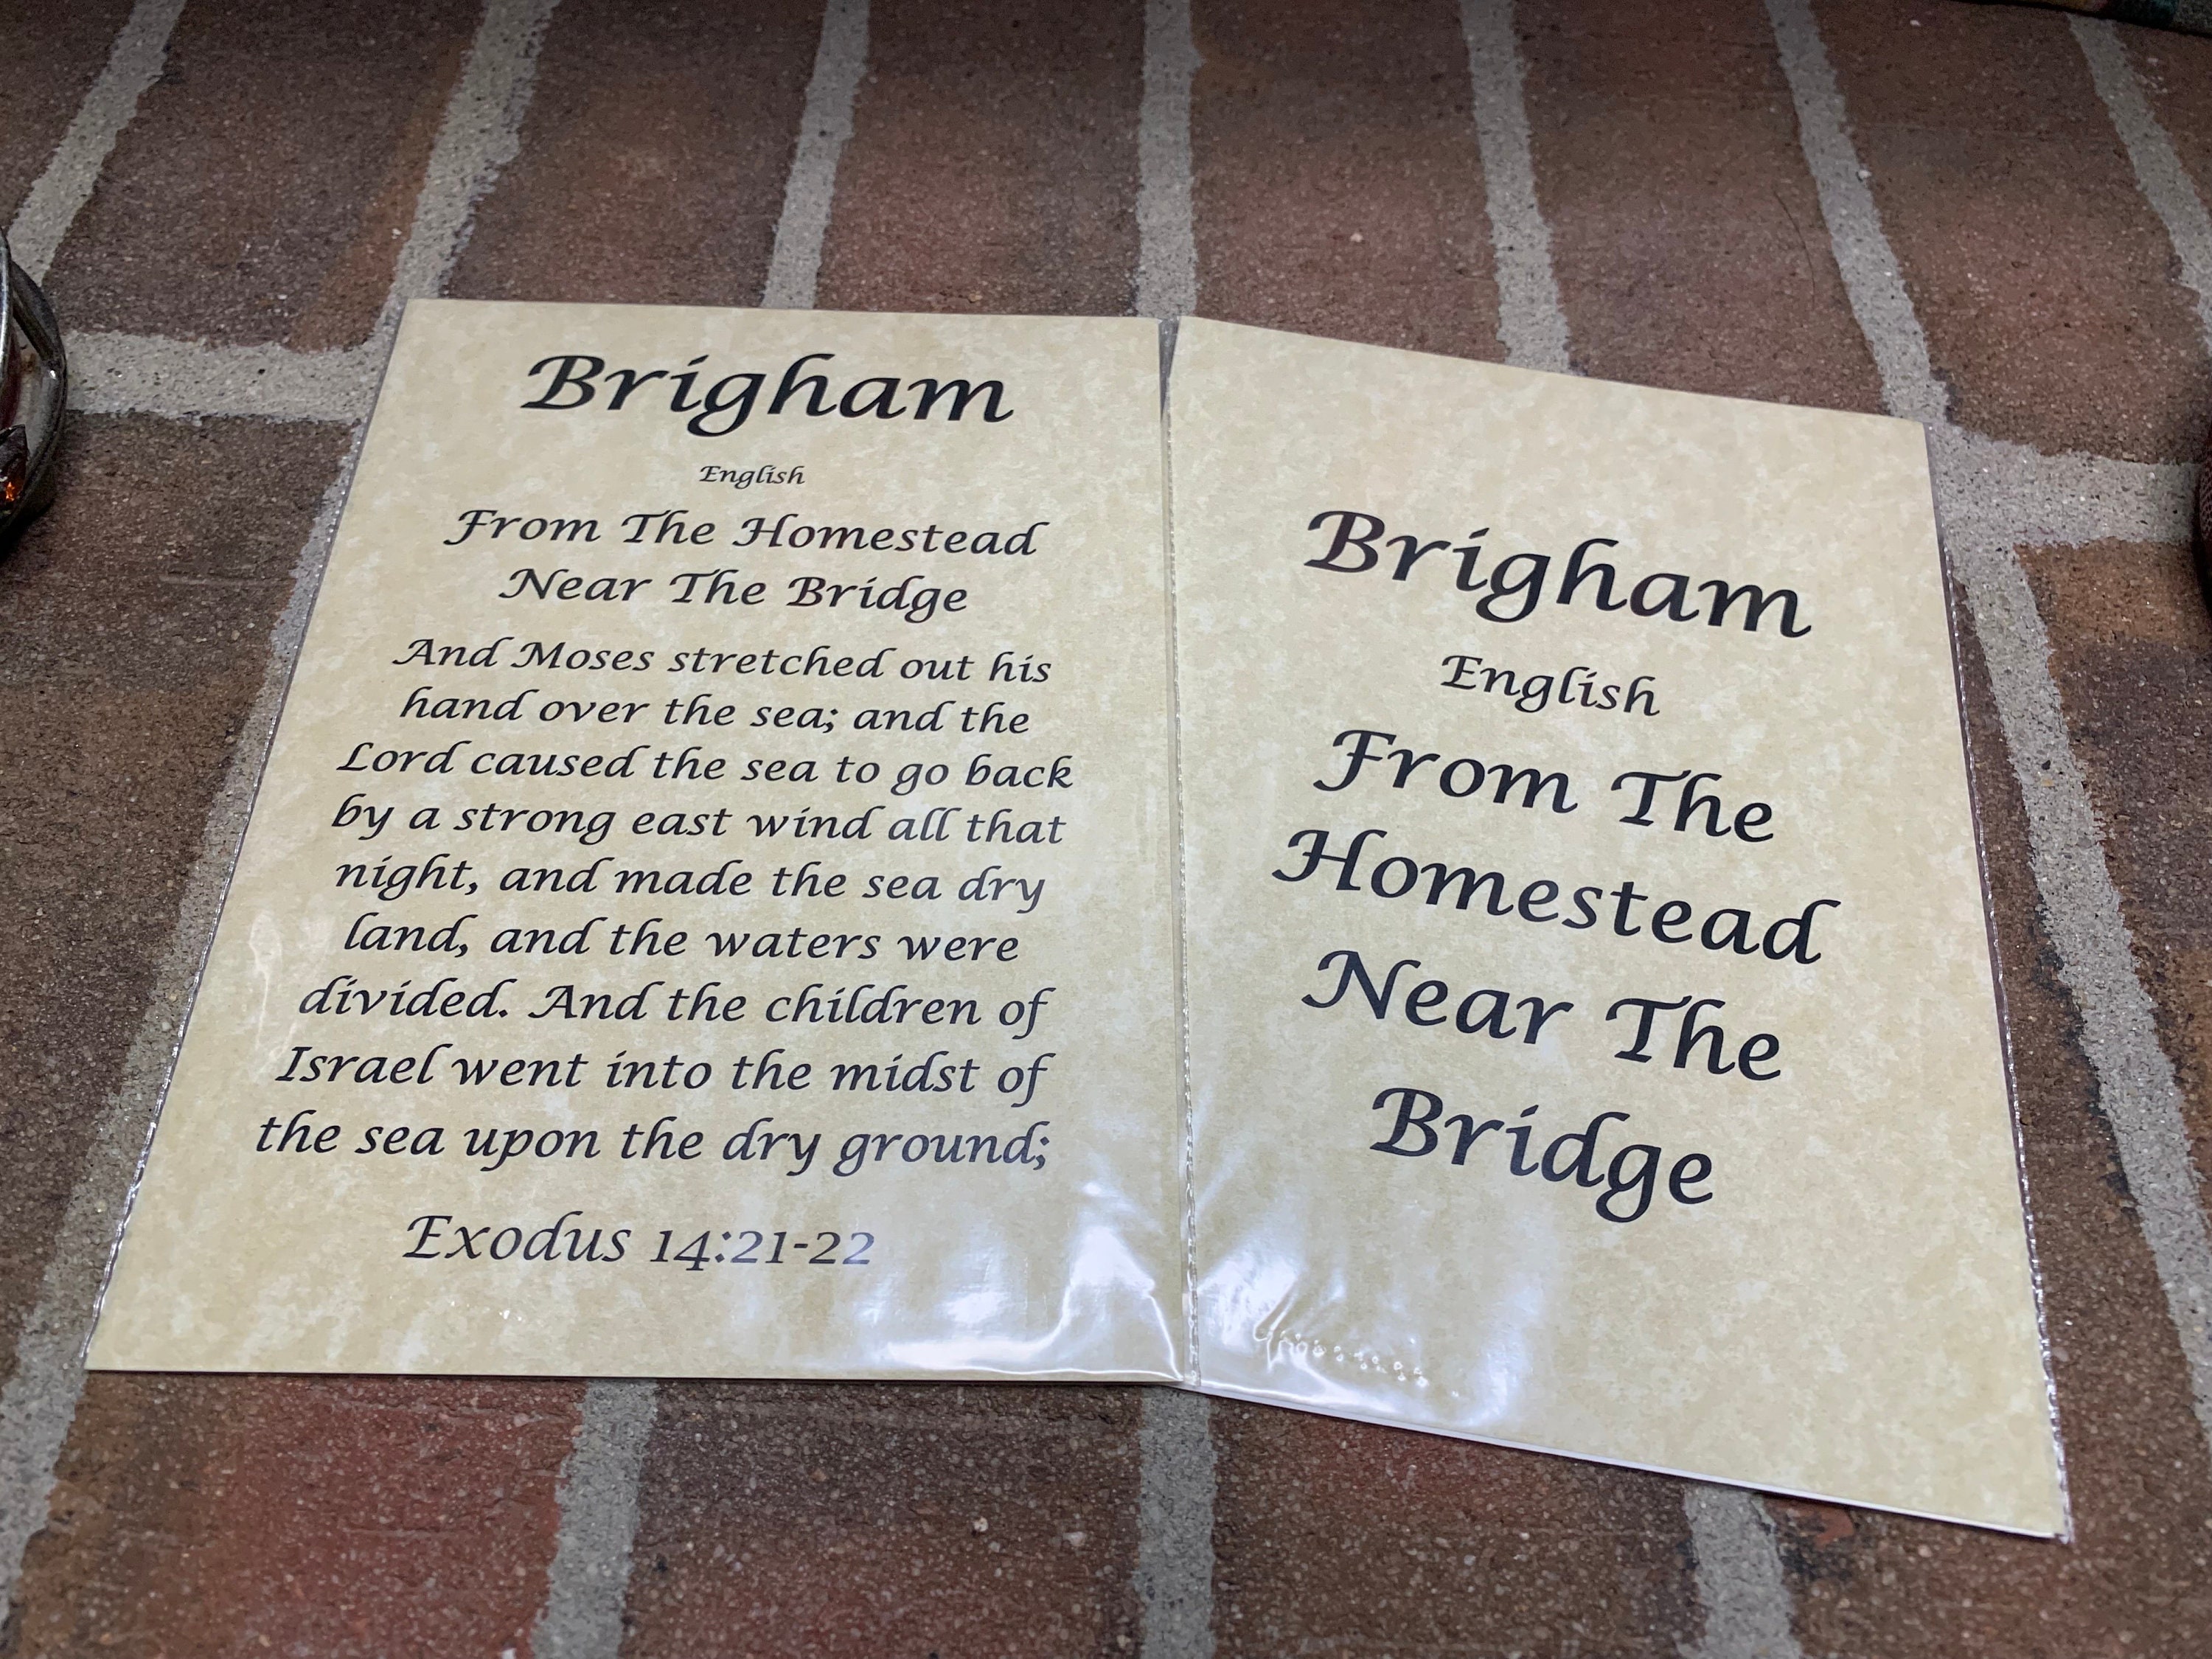 Brigham
English
From The Homestead
Near The Bridge
And Moses stretched out his
hand over the sea; and the
Lord caused the sea to go back
by a strong east wind all that
night, and made the sea dry
land, and the waters were
divided. And the children of
Israel went into the midst of
the sea upon the dry ground;
Exodus 14:21-22
Brigham
English
From The
Homestead
Near The
Bridge